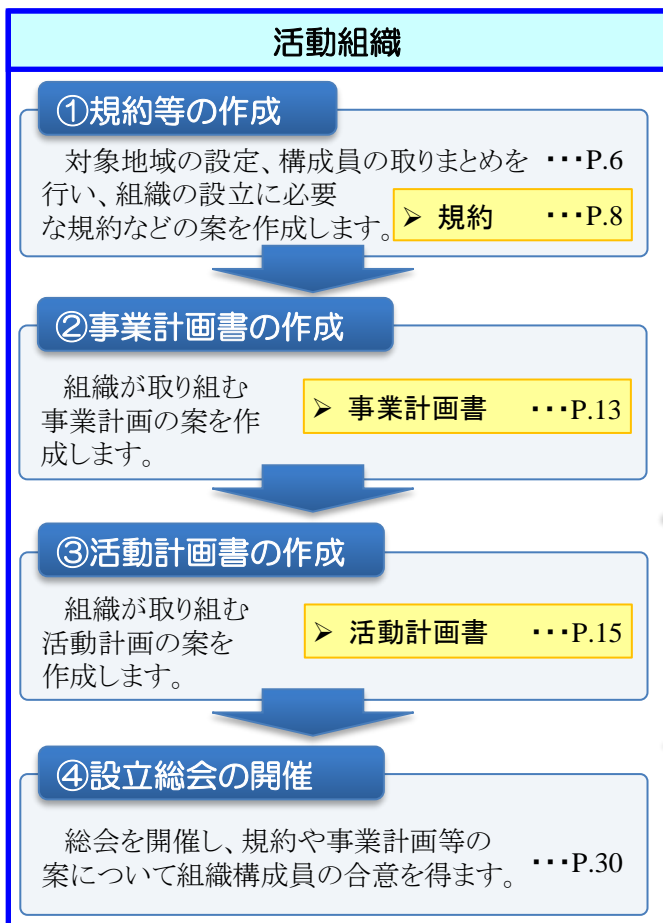 活動組織
①規約等の作成
対象地域の設定、構成員の取りまとめを ・・・P.6
行い、組織の設立に必要
な規約などの案を作成します。
➢ 規約 ・・・P.8
②事業計画書の作成
組織が取り組む
事業計画の案を作
成します。
➢ 事業計画書 ・・・P.13
③活動計画書の作成
組織が取り組む
活動計画の案を
作成します。
➢ 活動計画書 ・・・P.15
④設立総会の開催
総会を開催し、規約や事業計画等の
案について組織構成員の合意を得ます。 ・・・P.30